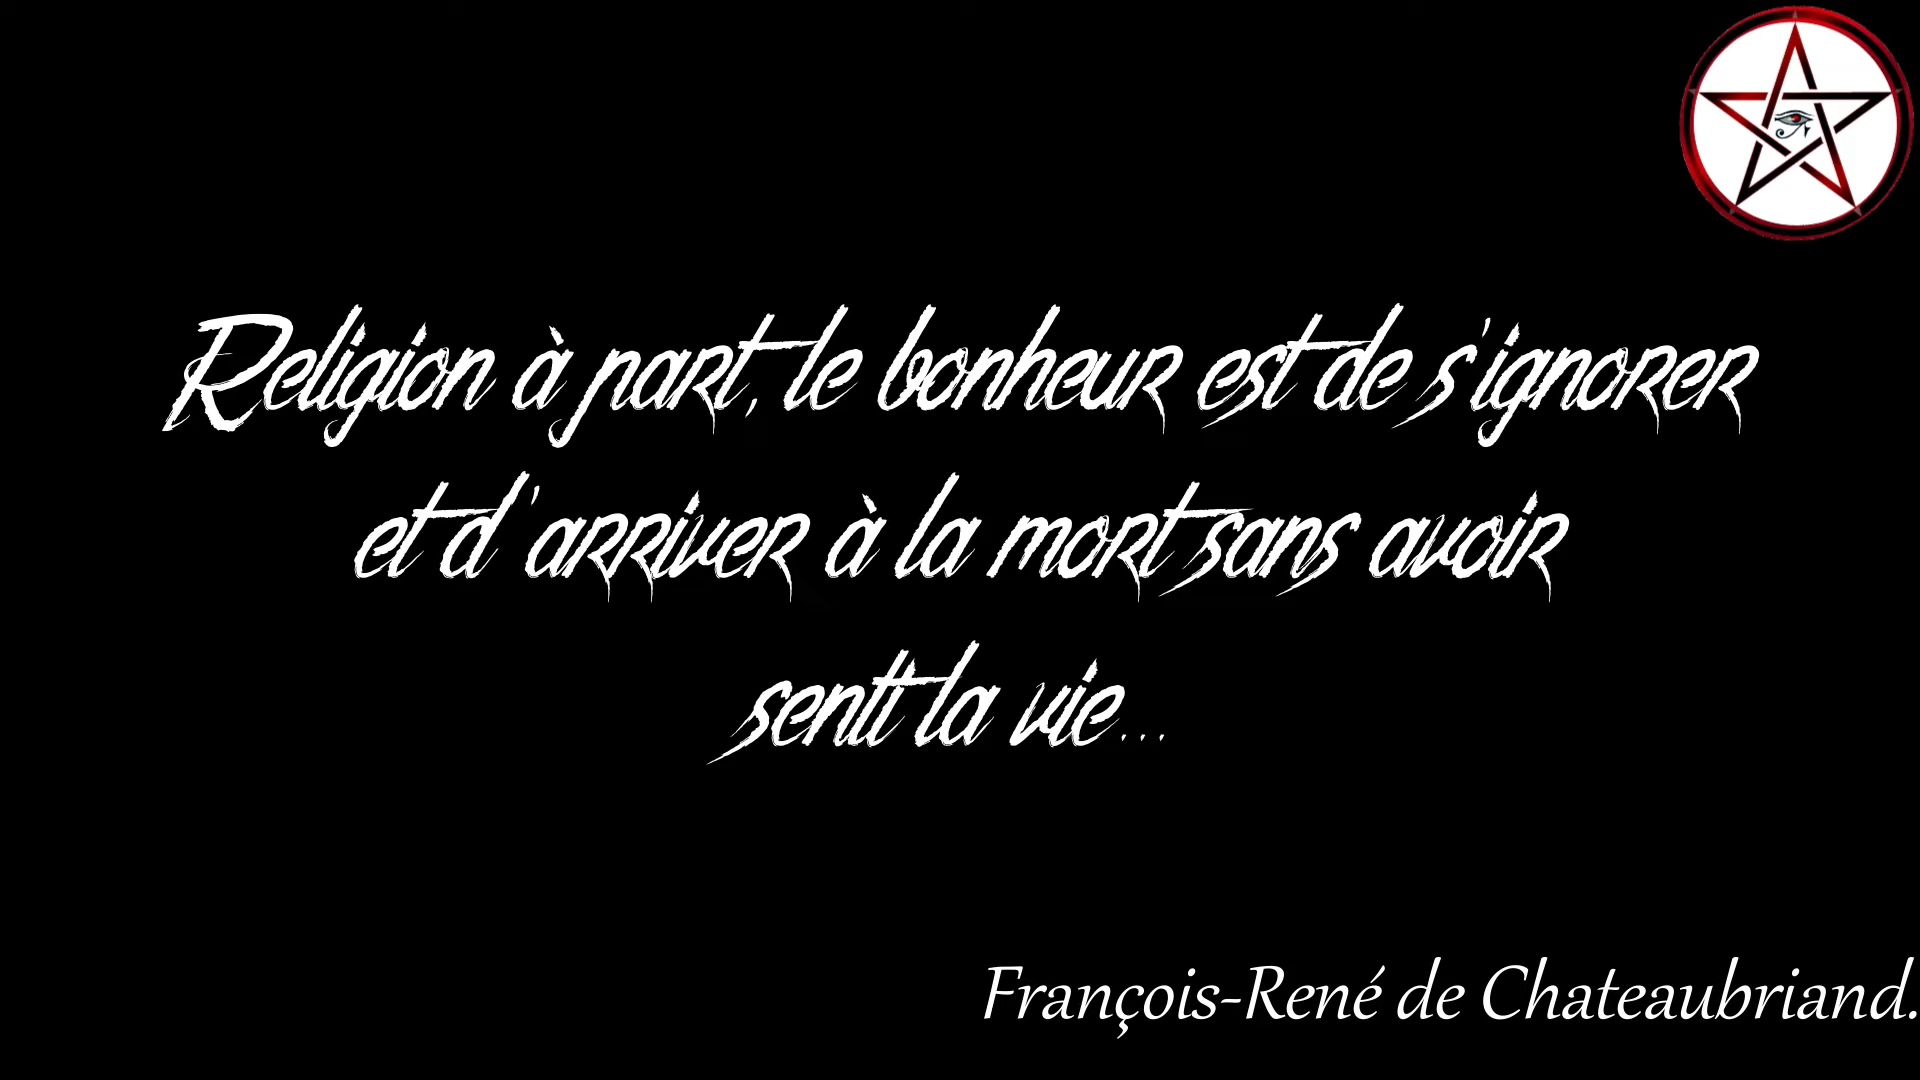 Religion à part, le bonheur est de s'ignorer
et d'arriver à la mort sans avoir
senti la vie...
François-René de Chateaubriand.